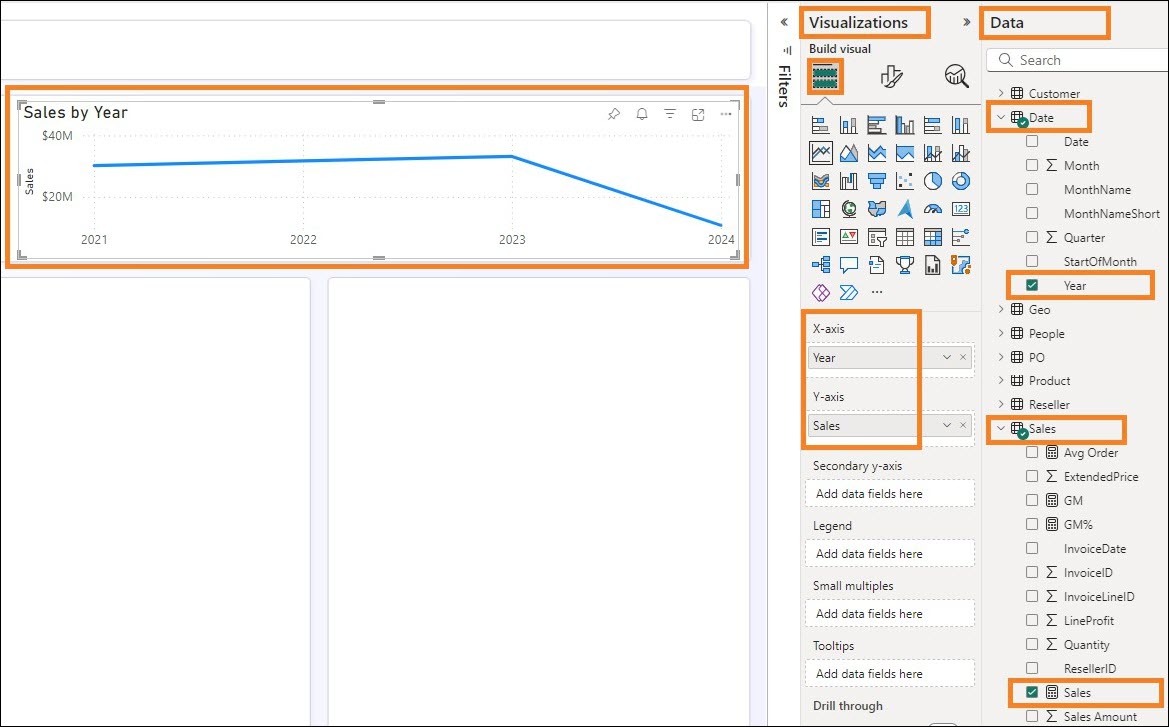 Sales by Year
$40M
$20M
Sales
2021
2022
2023
2024
Filters
Visualizations
Build visual
123
X-axis
Year
Y-axis
Sales
Secondary y-axis
Add data fields here
Legend
Add data fields here
Small multiples
Add data fields here
Tooltips
Add data fields here
Drill through
Data
Search
Customer
Date
Date
Month
MonthName
MonthNameShort
Quarter
StartOfMonth
Year
Geo
People
PO
Product
Reseller
Sales
Avg Order
ExtendedPrice
GM
GM%
InvoiceDate
InvoiceID
InvoiceLineID
LineProfit
Quantity
ResellerID
Sales
Sales Amount